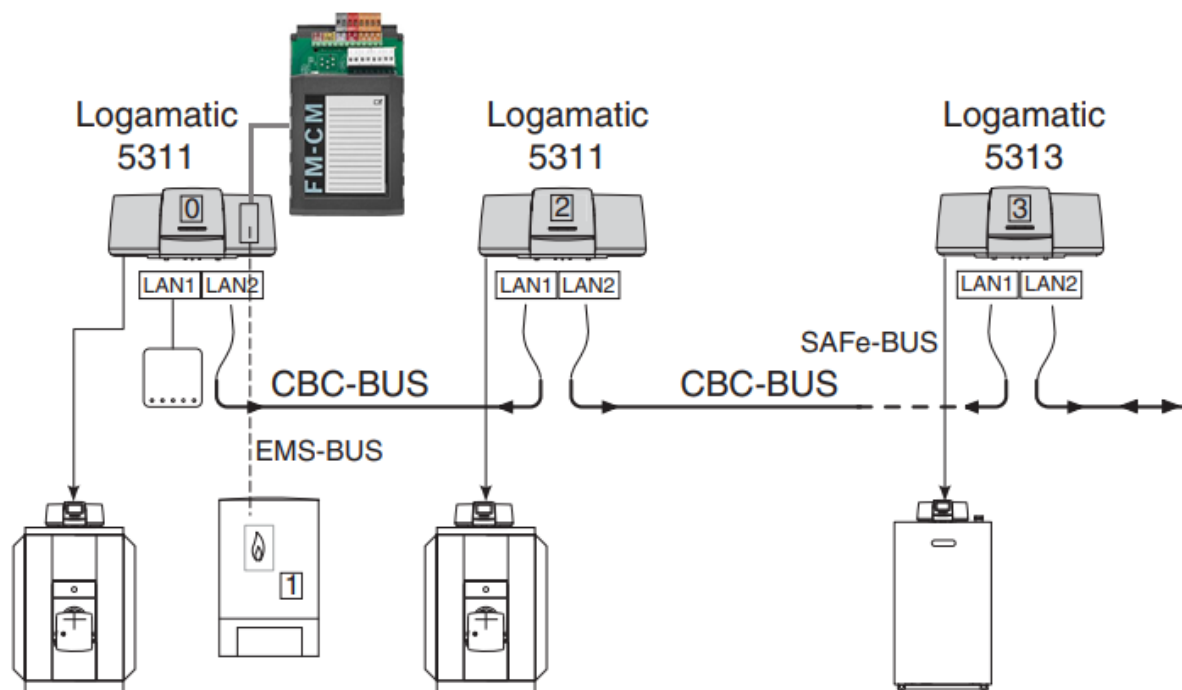 Logamatic
5311
FM-CM
Logamatic
5311
Logamatic
5313
0
2
3
LAN1
LAN2
LAN1
LAN2
LAN1
LAN2
SAFe-BUS
CBC-BUS
CBC-BUS
EMS-BUS
1